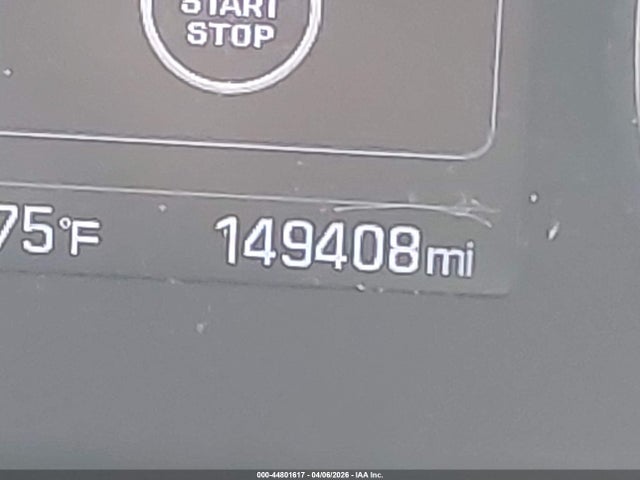 START
STOP
75°F
149408mi
000-44801617 - 04/06/2026 - IAA Inc.